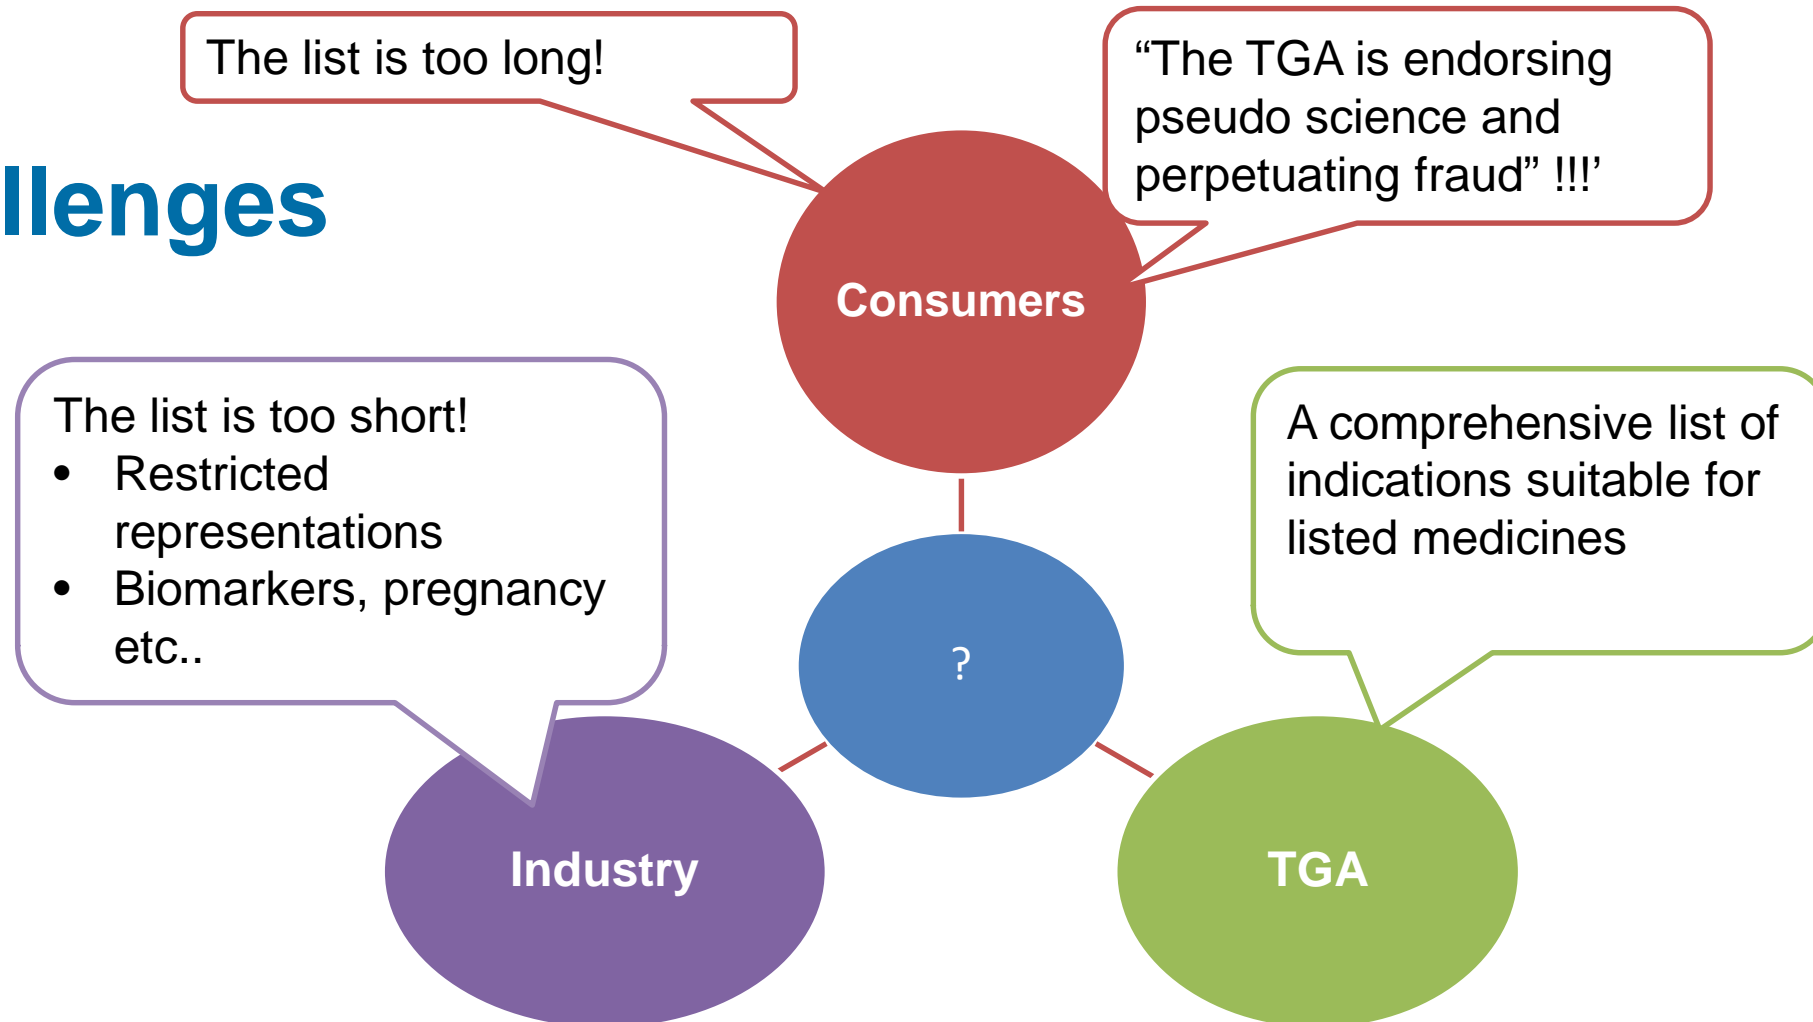 The list is too long!
“The TGA is endorsing
pseudo science and
perpetuating fraud” !!!’
llenges
Consumers
The list is too short!
• Restricted
representations
• Biomarkers, pregnancy
etc..
A comprehensive list of
indications suitable for
listed medicines
?
Industry
TGA